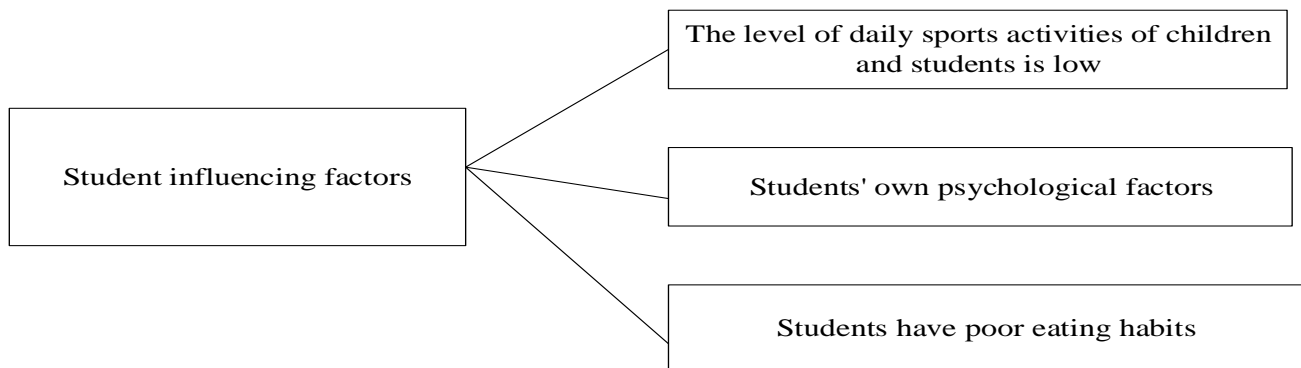 The level of daily sports activities of children
and students is low
Student influencing factors
Students' own psychological factors
Students have poor eating habits